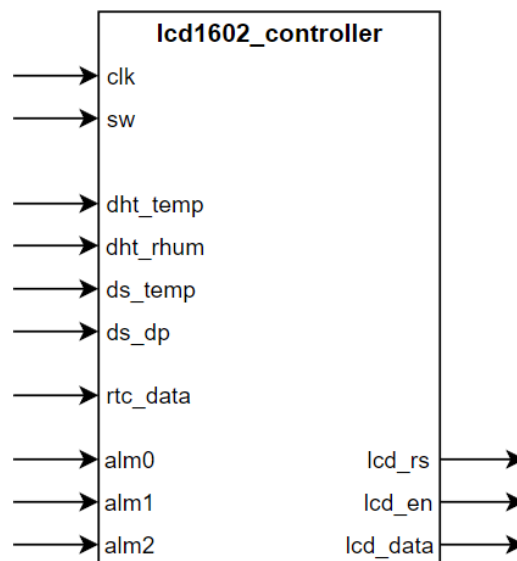 lcd1602_controller
clk
sw
dht_temp
dht_rhum
ds_temp
ds_dp
rtc_data
alm0 lcd_rs
alm1 lcd_en
alm2 lcd_data